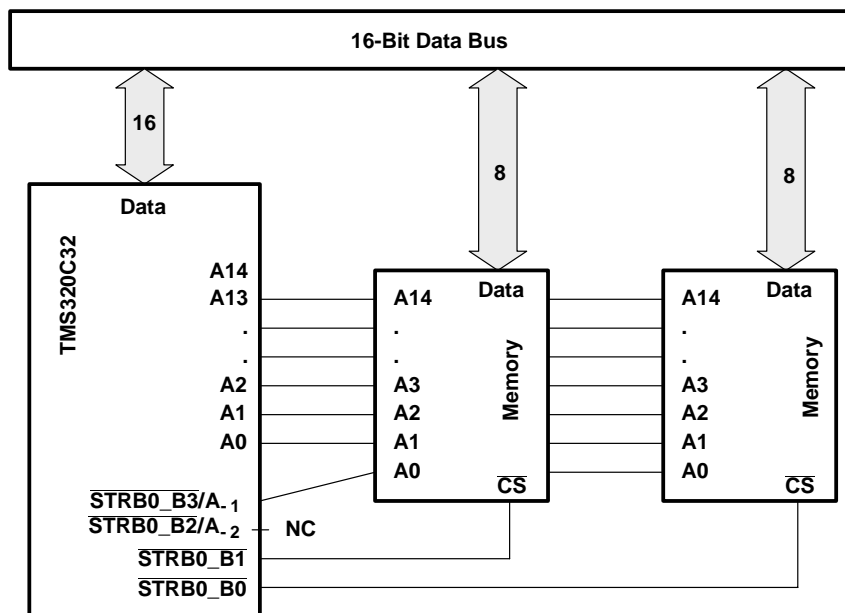 16-Bit Data Bus
16
8
8
Data
TMS320C32
A14
A13
.
.
A2
A1
A0
STRB0_B3/A-1
STRB0_B2/A-2
NC
STRB0_B1
STRB0_B0
Data
A14
.
.
A3
A2
A1
A0
Memory
CS
Data
A14
.
.
A3
A2
A1
A0
Memory
CS